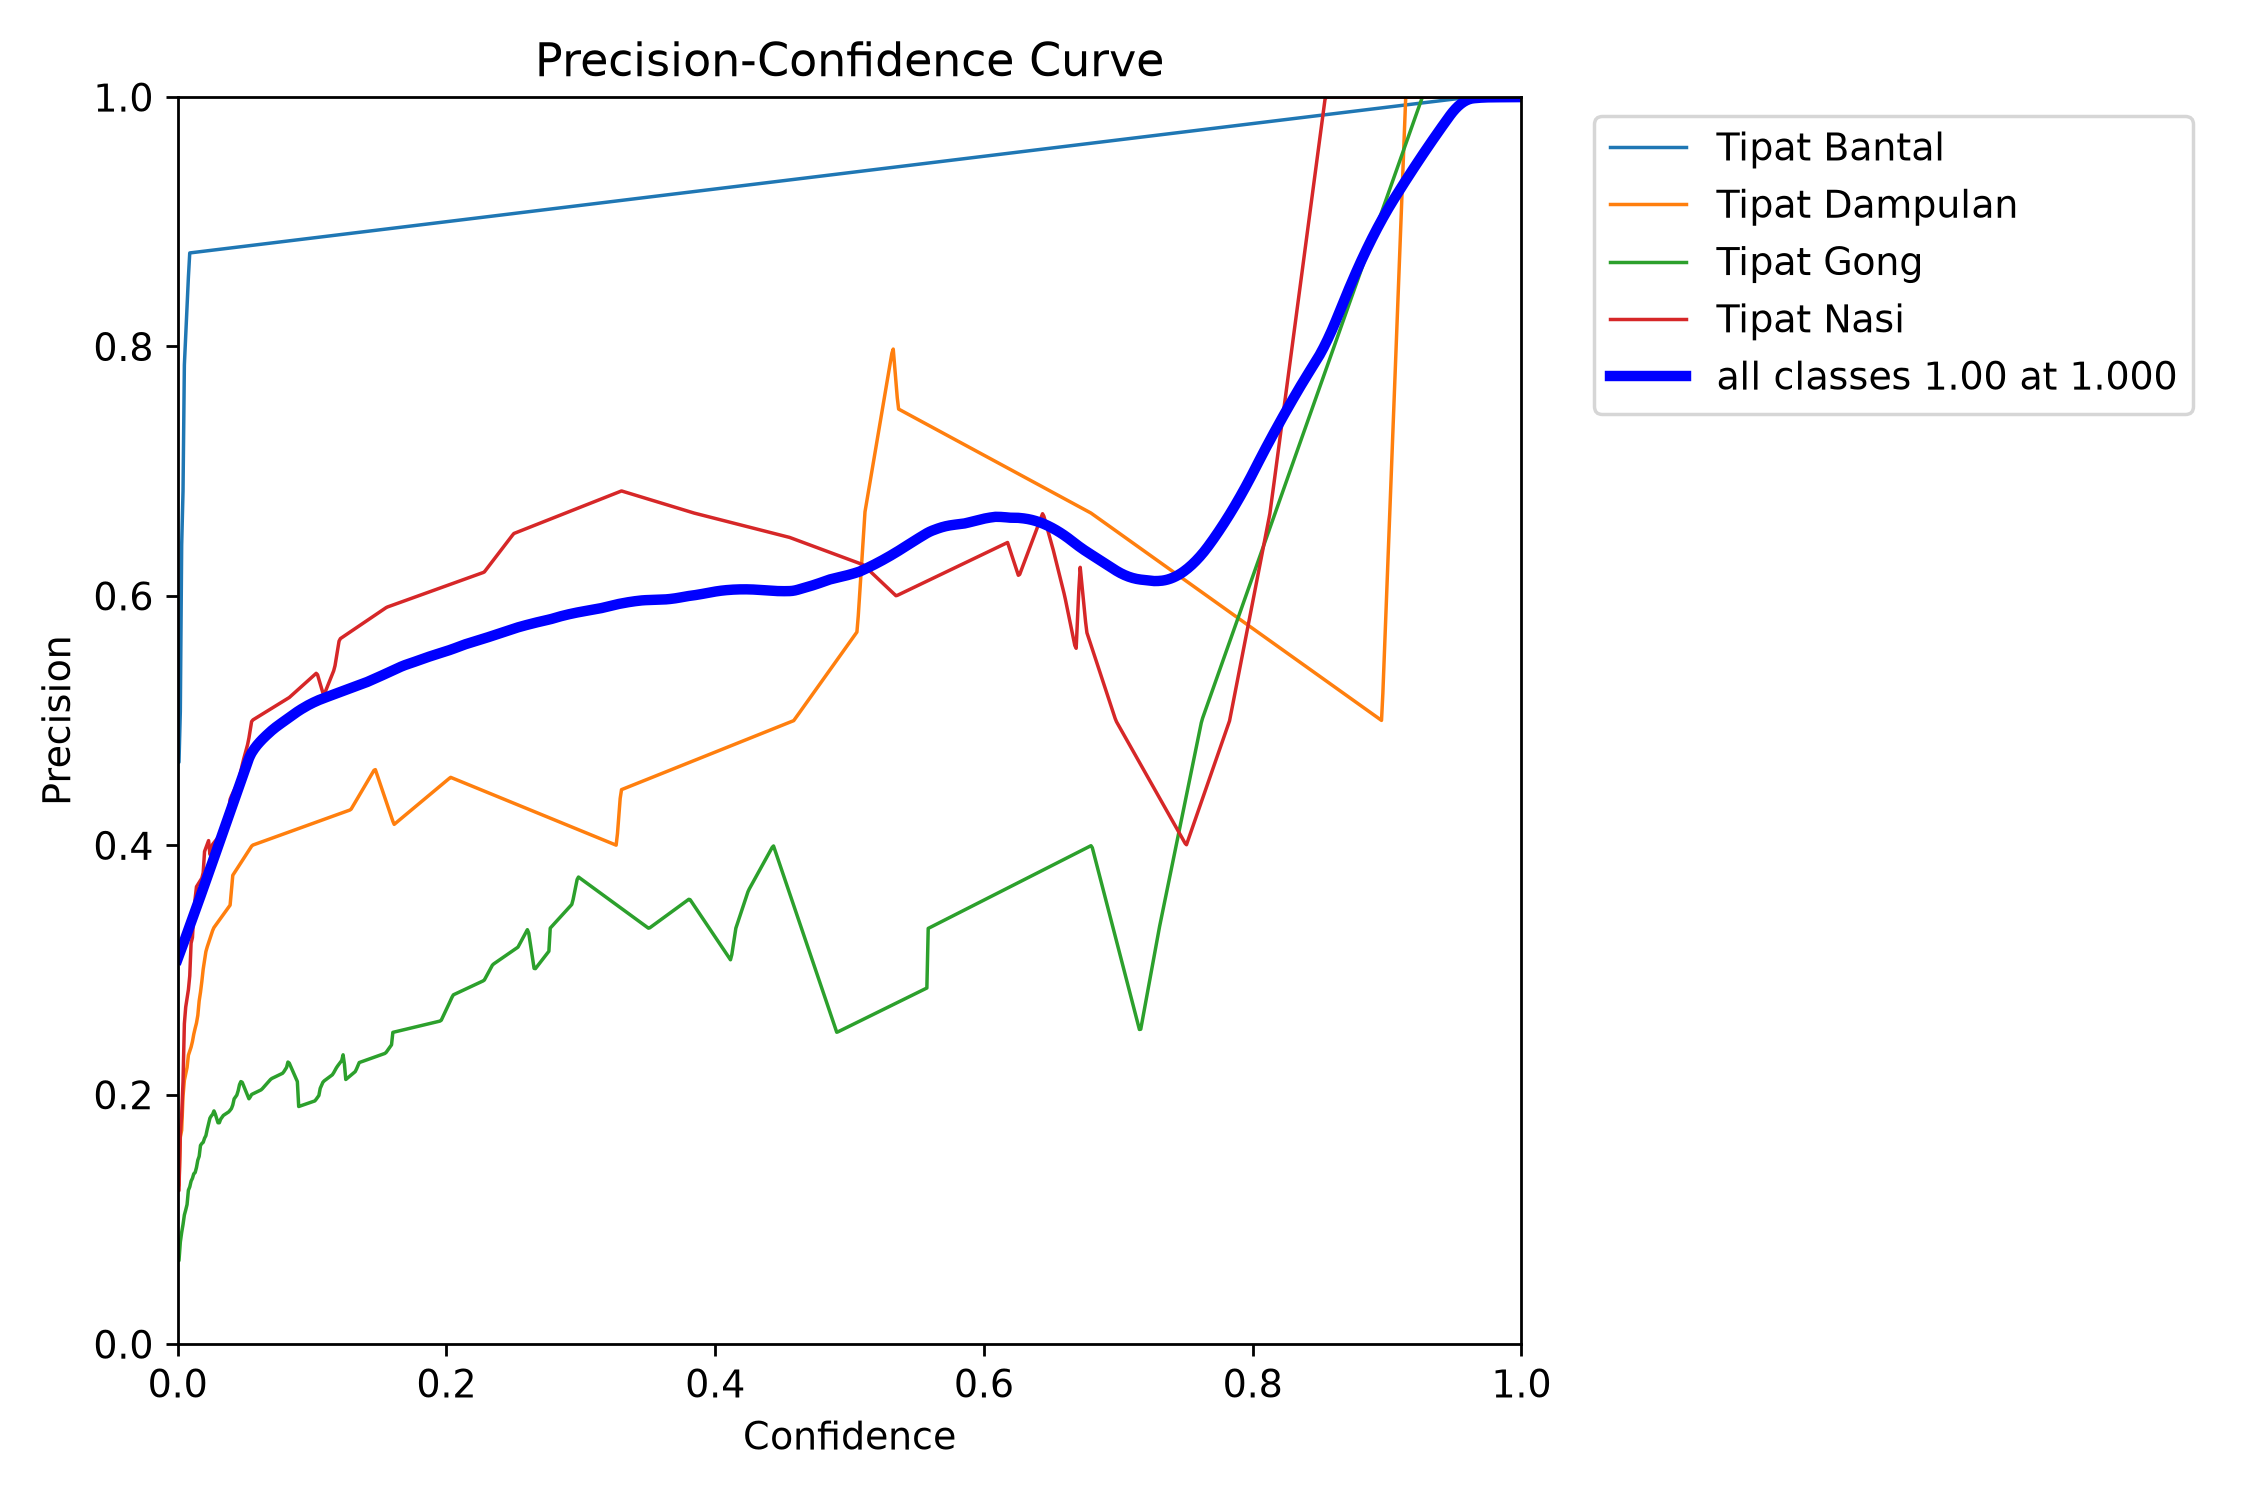 Precision-Confidence Curve
1.0
0.8
0.6
0.4
0.2
0.0
Precision
0.0 0.2 0.4 0.6 0.8 1.0
Confidence
Tipat Bantal
Tipat Dampulan
Tipat Gong
Tipat Nasi
all classes 1.00 at 1.000